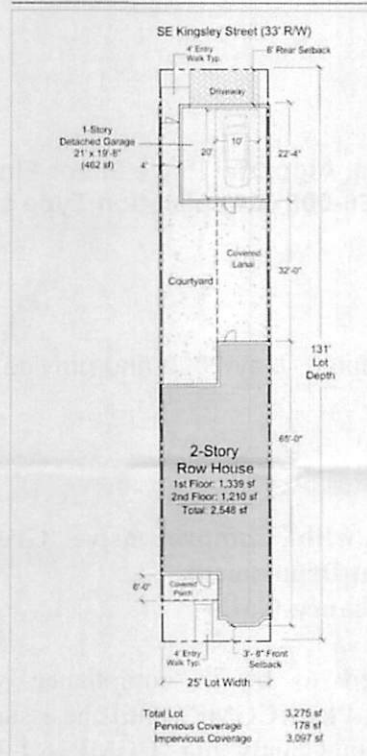 SE Kingsley Street (33' R/W)
4' Entry
Walk Typ.
8' Rear Setback
Driveway
1-Story
Detached Garage
21' x 19'-8"
(462 sf)
4'
20'
10'
22'-4"
Courtyard
Covered
Lanai
32'-0"
131'
Lot
Depth
65'-0"
2-Story
Row House
1st Floor: 1,339 sf
2nd Floor: 1,210 sf
Total: 2,548 sf
6'-0"
Covered
Porch
4' Entry
Walk Typ.
3'- 8" Front
Setback
25' Lot Width
Total Lot 3,275 sf
Pervious Coverage 178 sf
Impervious Coverage 3,097 sf